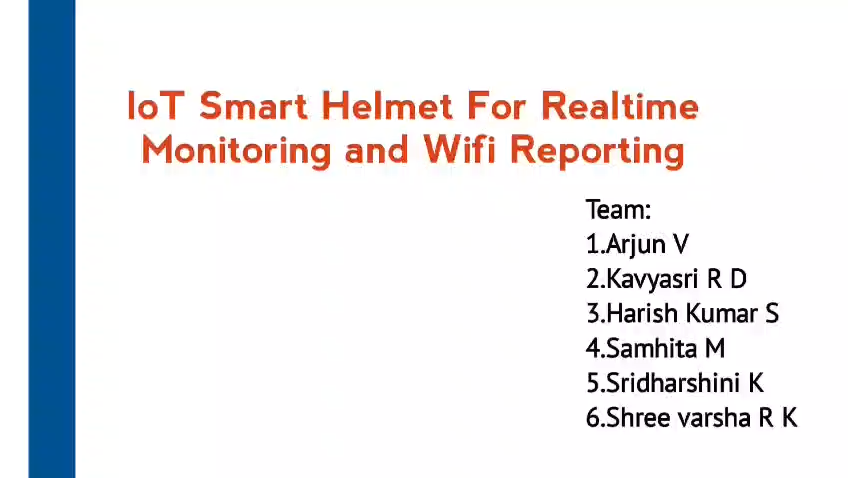 IoT Smart Helmet For Realtime
Monitoring and Wifi Reporting
Team:
1.Arjun V
2.Kavyasri R D
3.Harish Kumar S
4.Samhita M
5.Sridharshini K
6.Shree varsha R K